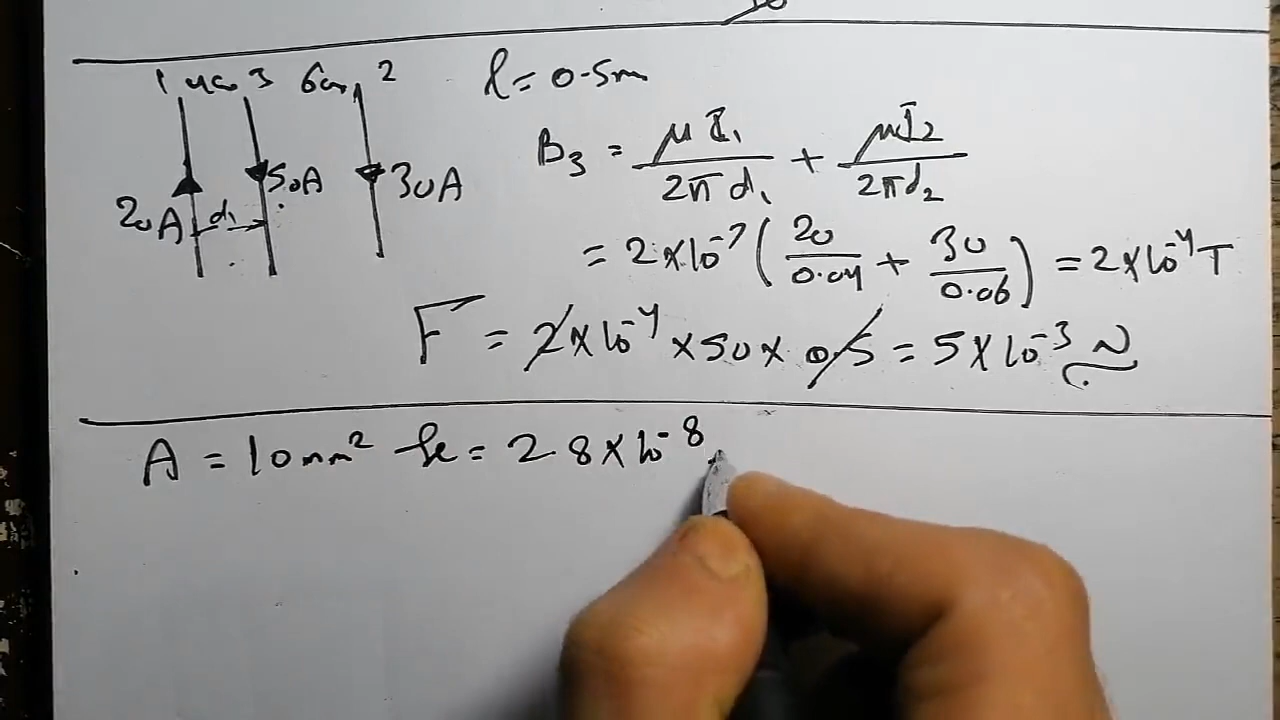 1 4cm 3 6cm 2 l = 0.5m
20A d₁ 50A 30A
B₃ = μI₁/2πd₁ + μI₂/2πd₂
= 2×10⁻⁷ (20/0.04 + 30/0.06) = 2×10⁻⁴ T
F = 2×10⁻⁴ ×50× 0.5 = 5×10⁻³ N
A = 10mm² = 2.8×10⁻⁸